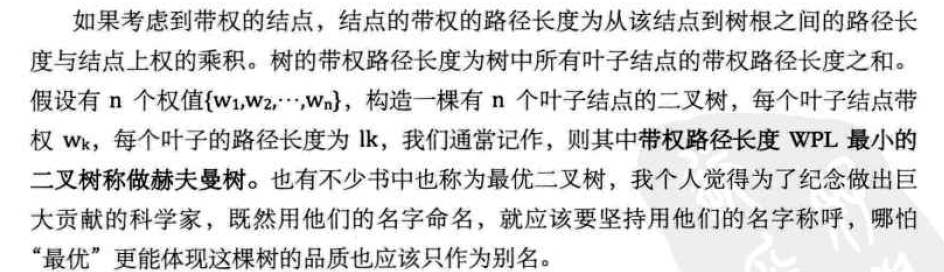 如果考虑到带权的结点，结点的带权的路径长度为从该结点到树根之间的路径长
度与结点上权的乘积。树的带权路径长度为树中所有叶子结点的带权路径长度之和。
假设有 n 个权值{w₁,w₂,…,wₙ}，构造一棵有 n 个叶子结点的二叉树，每个叶子结点带
权 wₖ，每个叶子的路径长度为 lk，我们通常记作，则其中带权路径长度 WPL 最小的
二叉树称做赫夫曼树。也有不少书中也称为最优二叉树，我个人觉得为了纪念做出巨
大贡献的科学家，既然用他们的名字命名，就应该要坚持用他们的名字称呼，哪怕
“最优”更能体现这棵树的品质也应该只作为别名。